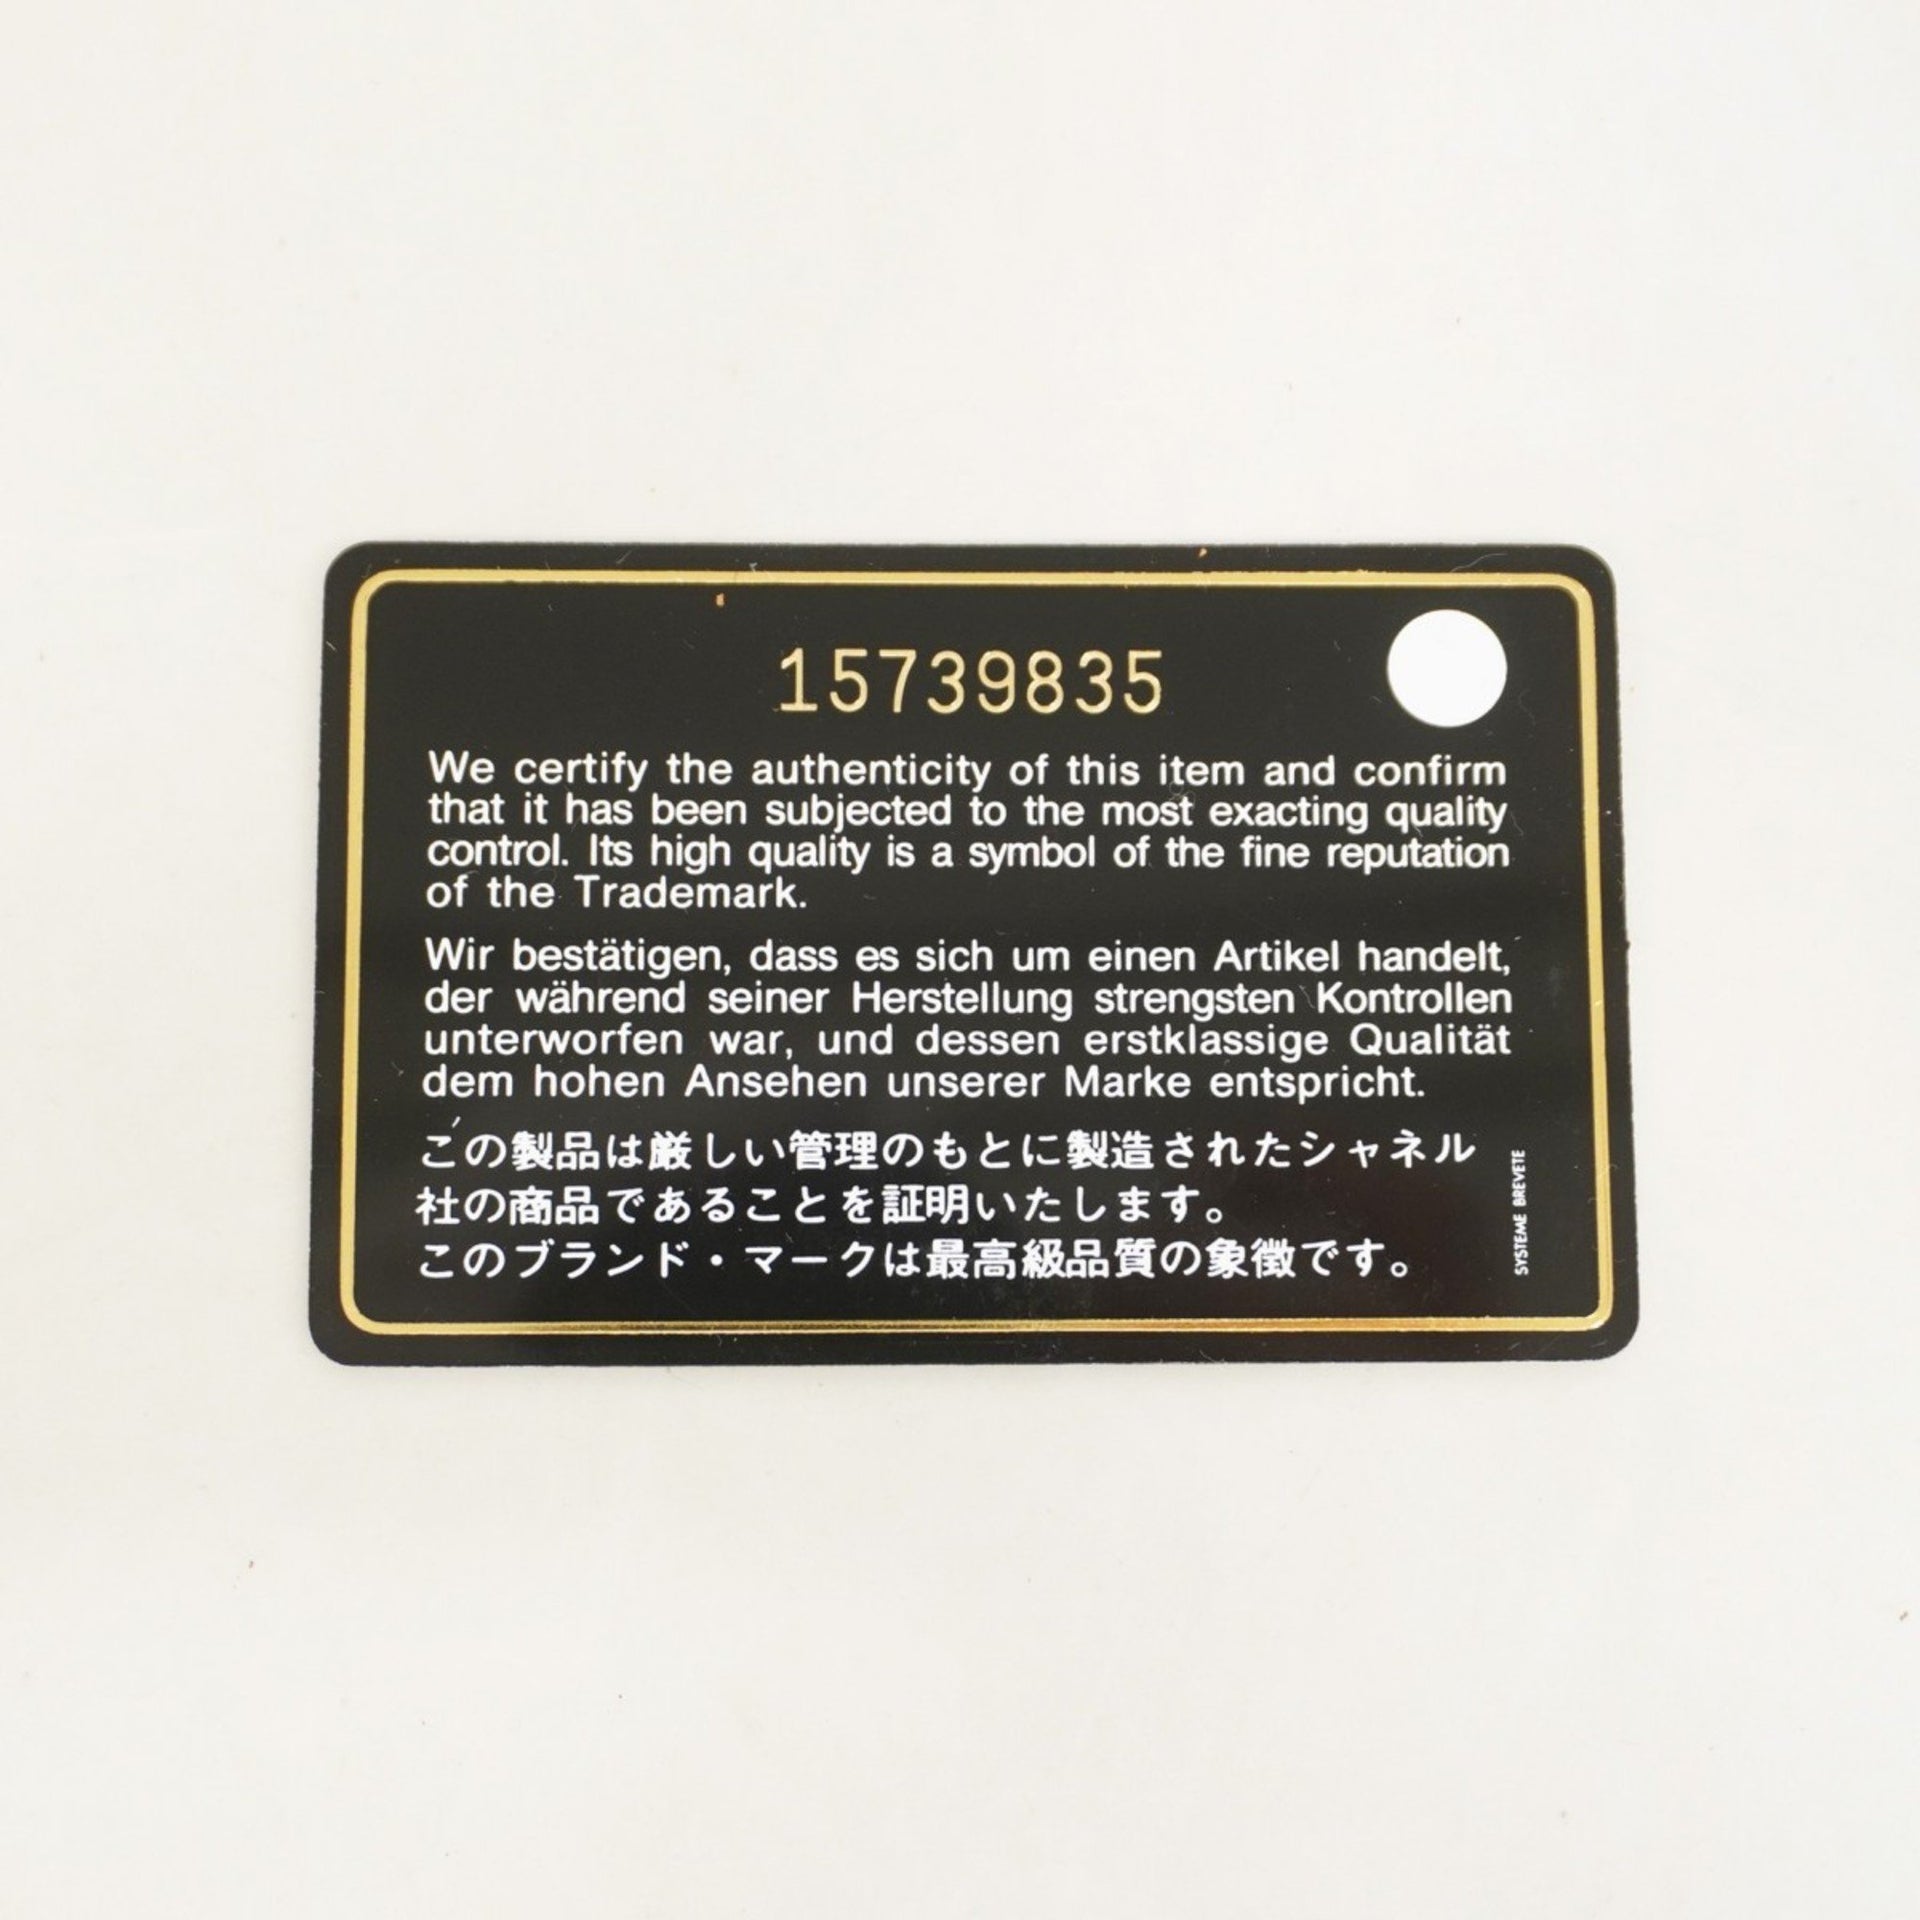 15739835
We certify the authenticity of this item and confirm
that it has been subjected to the most exacting quality
control. Its high quality is a symbol of the fine reputation
of the Trademark.
Wir bestätigen, dass es sich um einen Artikel handelt,
der während seiner Herstellung strengsten Kontrollen
unterworfen war, und dessen erstklassige Qualität
dem hohen Ansehen unserer Marke entspricht.
この製品は厳しい管理のもとに製造されたシャネル
社の商品であることを証明いたします。
このブランド・マークは最高級品質の象徴です。
SYSTEME BREVETE